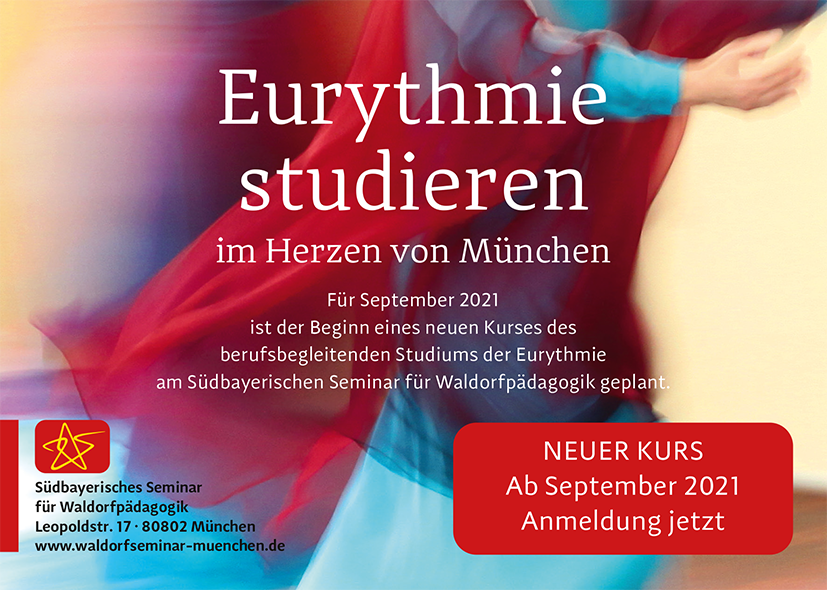 Eurythmie
studieren
im Herzen von München
Für September 2021
ist der Beginn eines neuen Kurses des
berufsbegleitenden Studiums der Eurythmie
am Südbayerischen Seminar für Waldorfpädagogik geplant.
Südbayerisches Seminar
für Waldorfpädagogik
Leopoldstr. 17 · 80802 München
www.waldorfseminar-muenchen.de
NEUER KURS
Ab September 2021
Anmeldung jetzt